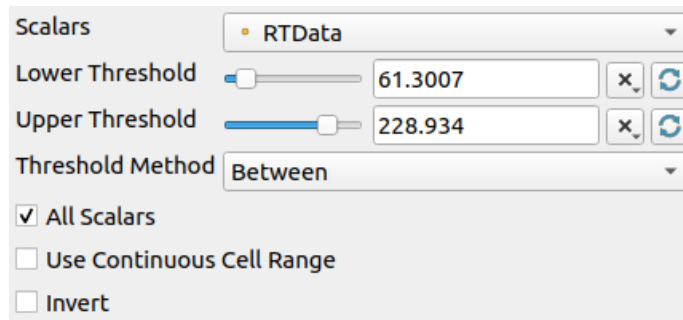 Scalars RTData
Lower Threshold 61.3007
Upper Threshold 228.934
Threshold Method Between
All Scalars
Use Continuous Cell Range
Invert